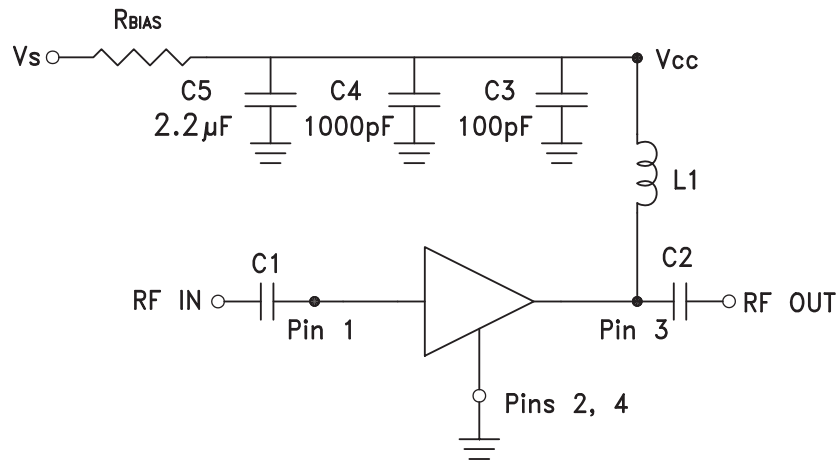 RBIAS
Vs
Vcc
C5
2.2µF
C4
1000pF
C3
100pF
L1
C1
C2
RF IN
RF OUT
Pin 1
Pin 3
Pins 2, 4